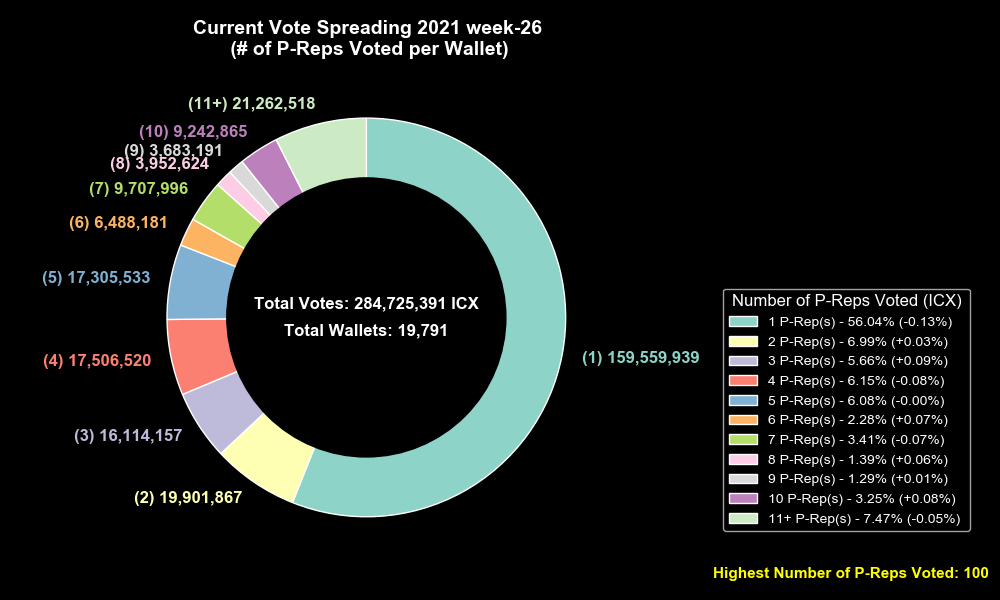 Current Vote Spreading 2021 week-26
(# of P-Reps Voted per Wallet)
(11+) 21,262,518
(10) 9,242,865
(9) 3,683,191
(8) 3,952,624
(7) 9,707,996
(6) 6,488,181
(5) 17,305,533
(4) 17,506,520
(3) 16,114,157
(2) 19,901,867
(1) 159,559,939
Total Votes: 284,725,391 ICX
Total Wallets: 19,791
Number of P-Reps Voted (ICX)
1 P-Rep(s) - 56.04% (-0.13%)
2 P-Rep(s) - 6.99% (+0.03%)
3 P-Rep(s) - 5.66% (+0.09%)
4 P-Rep(s) - 6.15% (-0.08%)
5 P-Rep(s) - 6.08% (-0.00%)
6 P-Rep(s) - 2.28% (+0.07%)
7 P-Rep(s) - 3.41% (-0.07%)
8 P-Rep(s) - 1.39% (+0.06%)
9 P-Rep(s) - 1.29% (+0.01%)
10 P-Rep(s) - 3.25% (+0.08%)
11+ P-Rep(s) - 7.47% (-0.05%)
Highest Number of P-Reps Voted: 100